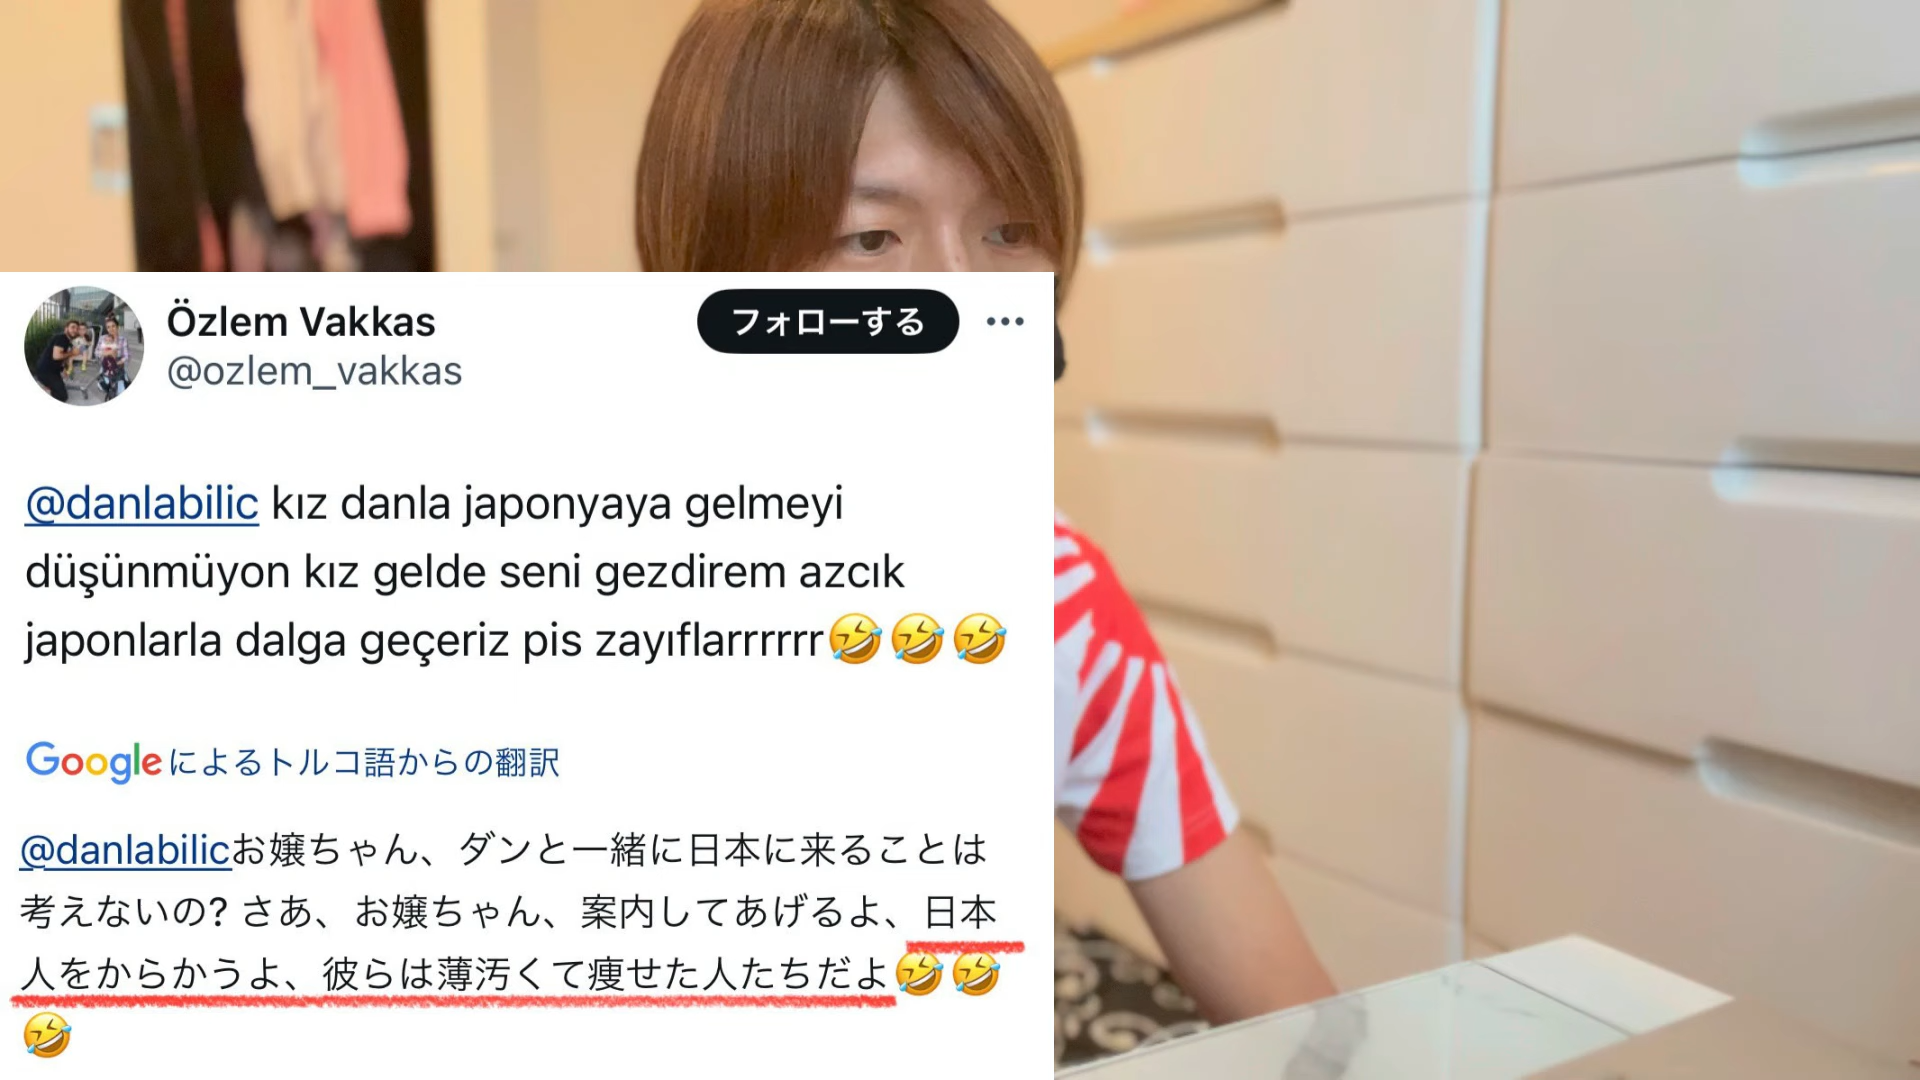 Özlem Vakkas
フォローする
@ozlem_vakkas
@danlabilic kız danla japonyaya gelmeyi
düşünmüyon kız gelde seni gezdirem azcık
japonlarla dalga geçeriz pis zayıflarrrrrr🤣🤣🤣
Googleによるトルコ語からの翻訳
@danlabilicお嬢ちゃん、ダンと一緒に日本に来ることは
考えないの? さあ、お嬢ちゃん、案内してあげるよ、日本
人をからかうよ、彼らは薄汚くて痩せた人たちだよ🤣🤣
🤣